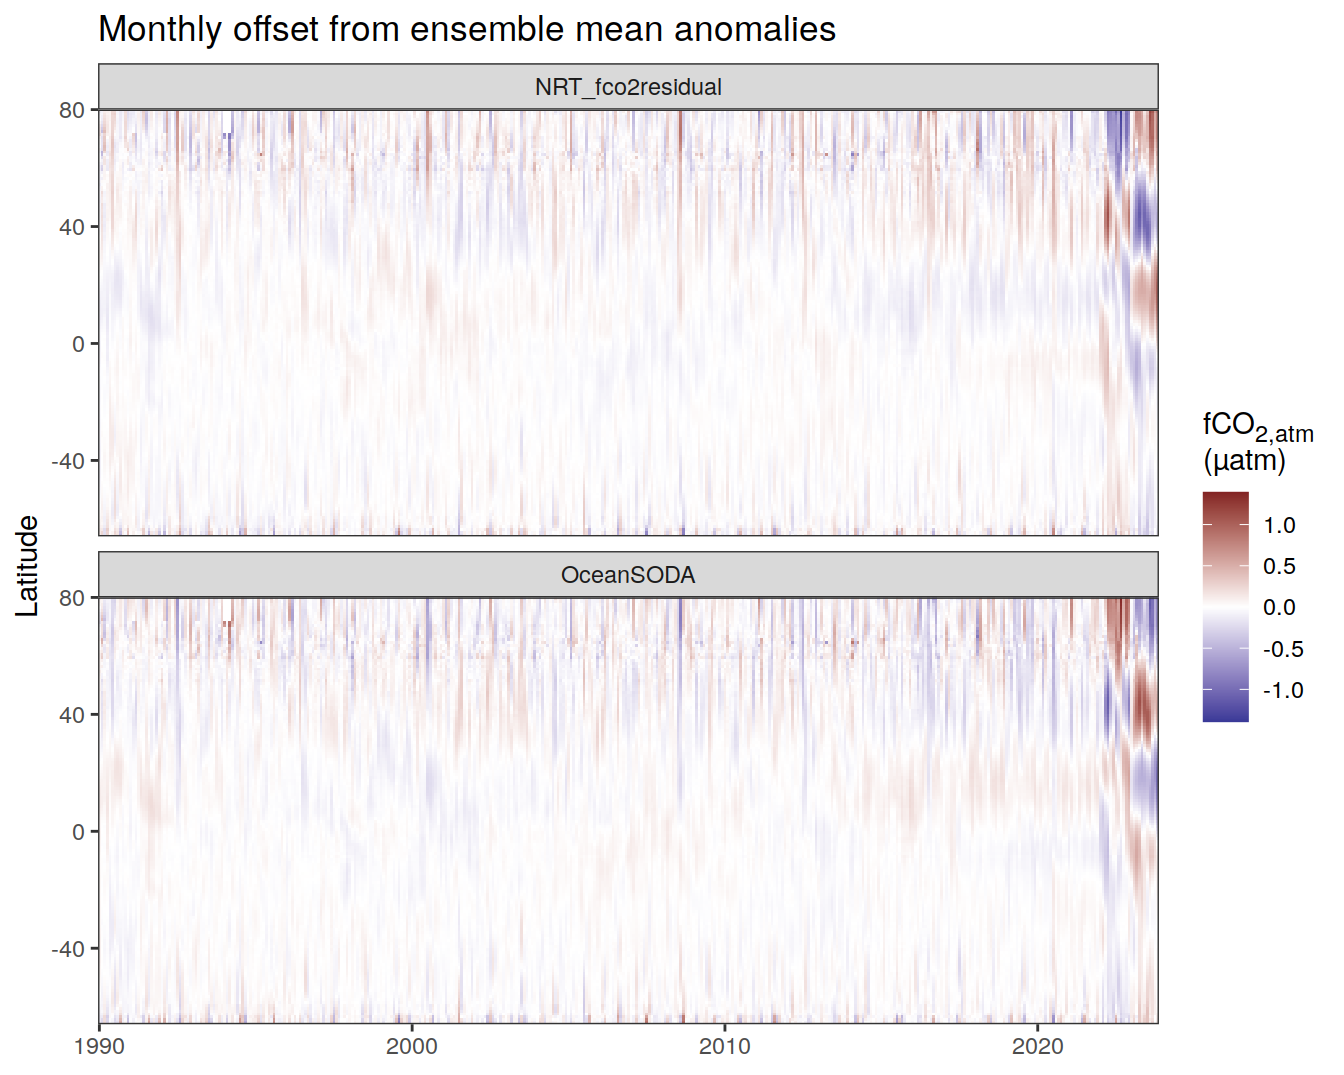 Monthly offset from ensemble mean anomalies
NRT_fco2residual
80
40
0
-40
OceanSODA
80
40
0
-40
1990 2000 2010 2020
Latitude
fCO2,atm
(µatm)
1.0
0.5
0.0
-0.5
-1.0